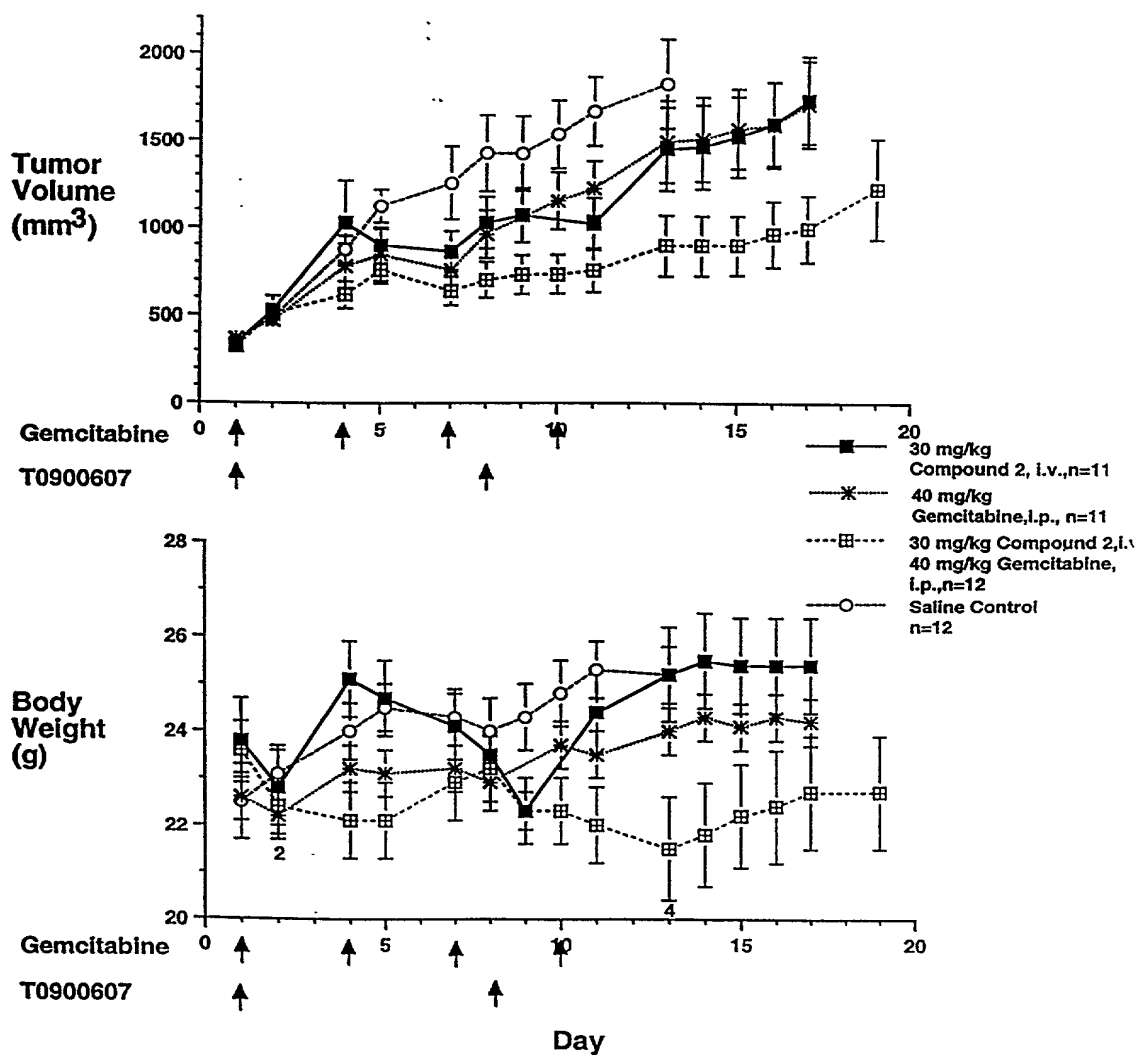 2000
Tumor
Volume
(mm3)
1500
1000
500
0
0
5
10
15
20
Gemcitabine
T0900607
30 mg/kg
Compound 2, i.v.,n=11
40 mg/kg
Gemcitabine,i.p., n=11
30 mg/kg Compound 2,i.v
40 mg/kg Gemcitabine,
i.p.,n=12
Saline Control
n=12
28
26
Body
Weight
(g)
24
22
20
2
4
0
5
10
15
20
Gemcitabine
T0900607
Day